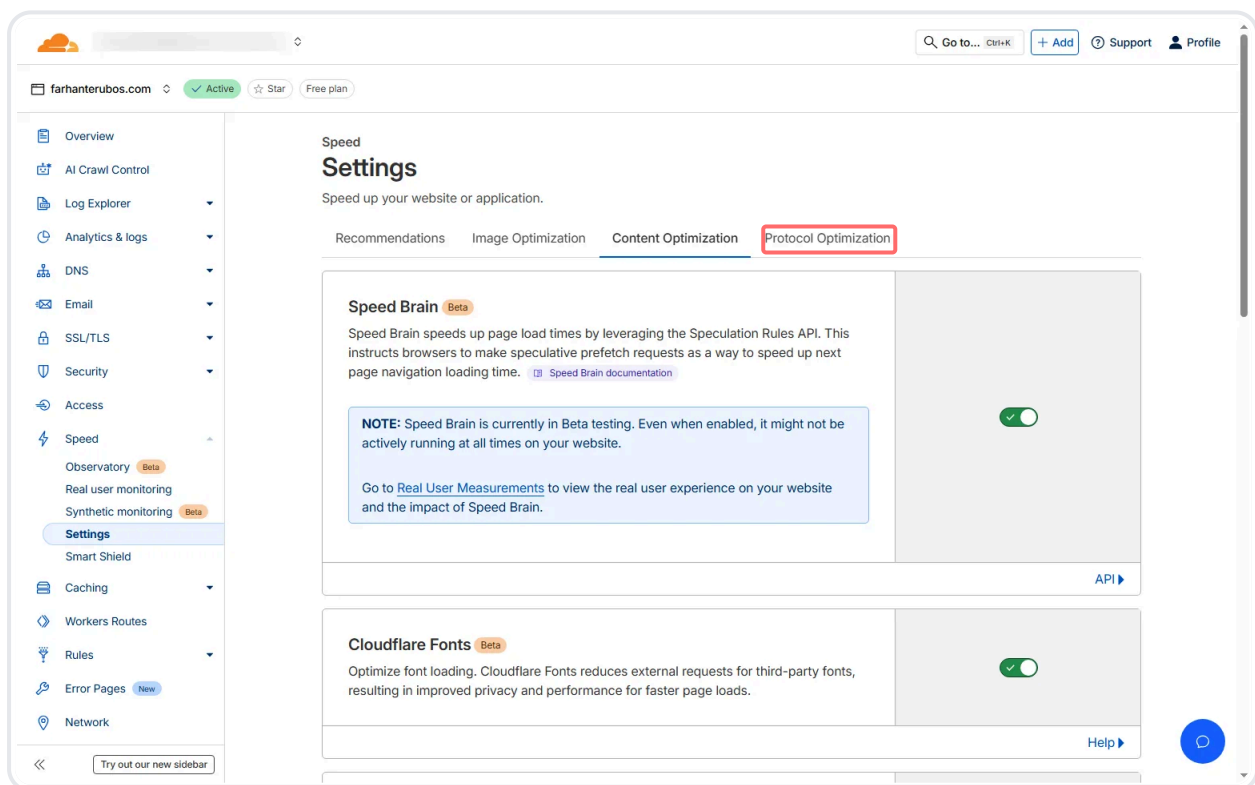 Go to... Ctrl+K
+ Add
Support
Profile
farhanterubos.com
Active
Star
Free plan
Overview
AI Crawl Control
Log Explorer
Analytics & logs
DNS
Email
SSL/TLS
Security
Access
Speed
Observatory Beta
Real user monitoring
Synthetic monitoring Beta
Settings
Smart Shield
Caching
Workers Routes
Rules
Error Pages New
Network
Try out our new sidebar
Speed
Settings
Speed up your website or application.
Recommendations
Image Optimization
Content Optimization
Protocol Optimization
Speed Brain Beta
Speed Brain speeds up page load times by leveraging the Speculation Rules API. This
instructs browsers to make speculative prefetch requests as a way to speed up next
page navigation loading time. Speed Brain documentation
NOTE: Speed Brain is currently in Beta testing. Even when enabled, it might not be
actively running at all times on your website.
Go to Real User Measurements to view the real user experience on your website
and the impact of Speed Brain.
API
Cloudflare Fonts Beta
Optimize font loading. Cloudflare Fonts reduces external requests for third-party fonts,
resulting in improved privacy and performance for faster page loads.
Help